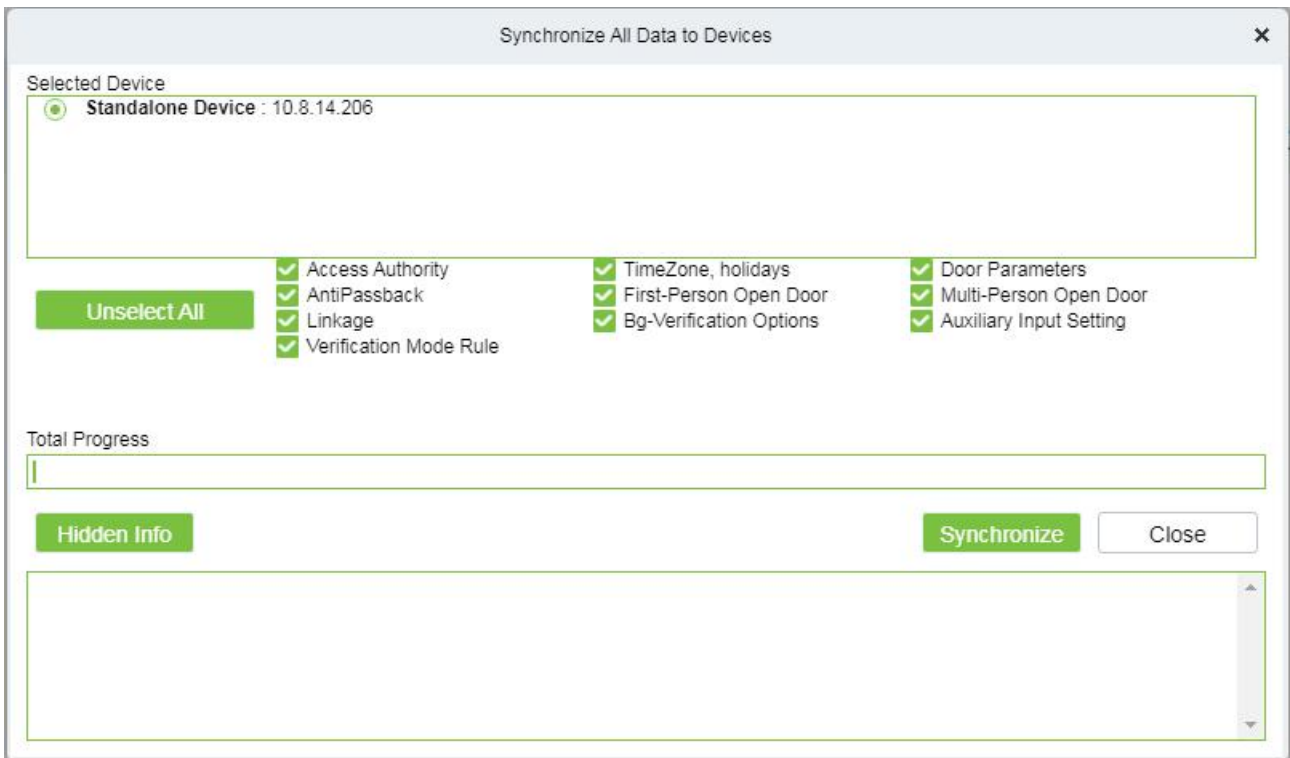 Synchronize All Data to Devices
Selected Device
Standalone Device : 10.8.14.206
Unselect All
Access Authority
TimeZone, holidays
Door Parameters
AntiPassback
First-Person Open Door
Multi-Person Open Door
Linkage
Bg-Verification Options
Auxiliary Input Setting
Verification Mode Rule
Total Progress
Hidden Info
Synchronize
Close